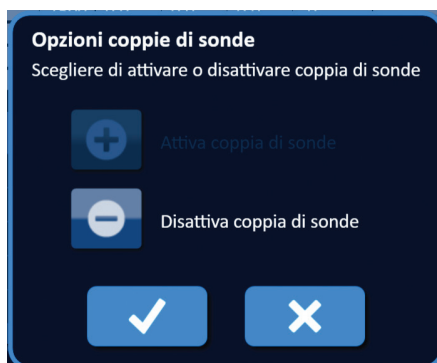 Opzioni coppie di sonde
Scegliere di attivare o disattivare coppia di sonde
Attiva coppia di sonde
Disattiva coppia di sonde